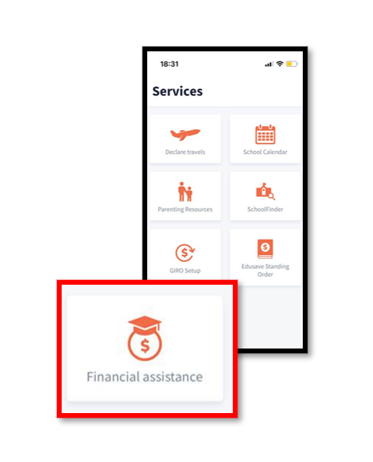 18:31
Services
Declare travels
School Calendar
Parenting Resources
SchoolFinder
GIRO Setup
Edusave Standing
Order
$
Financial assistance